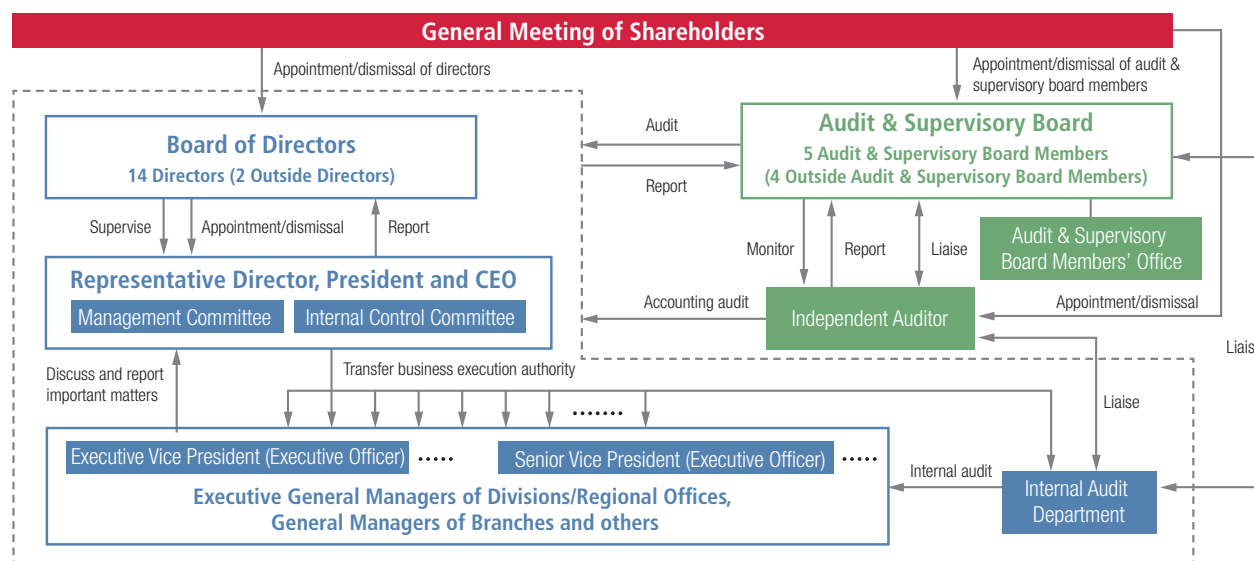 General Meeting of Shareholders
Appointment/dismissal of directors
Appointment/dismissal of audit &
supervisory board members
Board of Directors
14 Directors (2 Outside Directors)
Audit
Report
Audit & Supervisory Board
5 Audit & Supervisory Board Members
(4 Outside Audit & Supervisory Board Members)
Supervise
Appointment/dismissal
Report
Monitor
Report
Liaise
Audit & Supervisory
Board Members' Office
Representative Director, President and CEO
Management Committee
Internal Control Committee
Accounting audit
Independent Auditor
Appointment/dismissal
Discuss and report
important matters
Transfer business execution authority
Liais
Liaise
.......
Executive Vice President (Executive Officer)
.....
Senior Vice President (Executive Officer)
.....
Executive General Managers of Divisions/Regional Offices,
General Managers of Branches and others
Internal audit
Internal Audit
Department